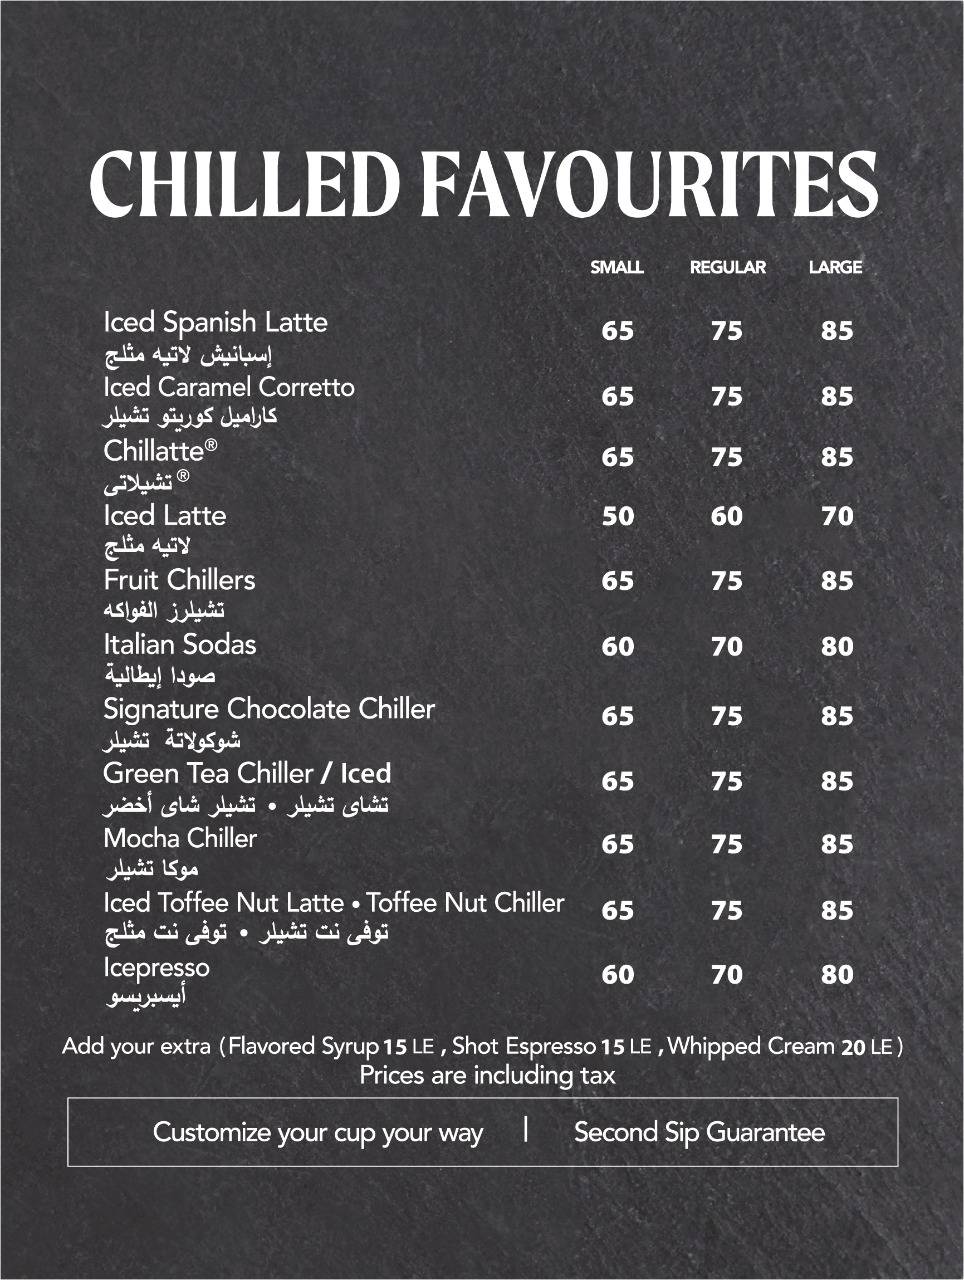 CHILLED FAVOURITES
SMALL REGULAR LARGE
Iced Spanish Latte 65 75 85
إسبانيش لاتيه مثلج
Iced Caramel Corretto 65 75 85
كاراميل كوريتو تشيلر
Chillatte® 65 75 85
تشيلاتى®
Iced Latte 50 60 70
لاتيه مثلج
Fruit Chillers 65 75 85
تشيلرز الفواكه
Italian Sodas 60 70 80
صودا إيطالية
Signature Chocolate Chiller 65 75 85
شوكولاتة تشيلر
Green Tea Chiller / Iced 65 75 85
تشاى تشيلر • تشيلر شاى أخضر
Mocha Chiller 65 75 85
موكا تشيلر
Iced Toffee Nut Latte • Toffee Nut Chiller 65 75 85
توفى نت تشيلر • توفى نت مثلج
Icepresso 60 70 80
أيسبريسو
Add your extra (Flavored Syrup 15 LE , Shot Espresso 15 LE , Whipped Cream 20 LE )
Prices are including tax
Customize your cup your way | Second Sip Guarantee